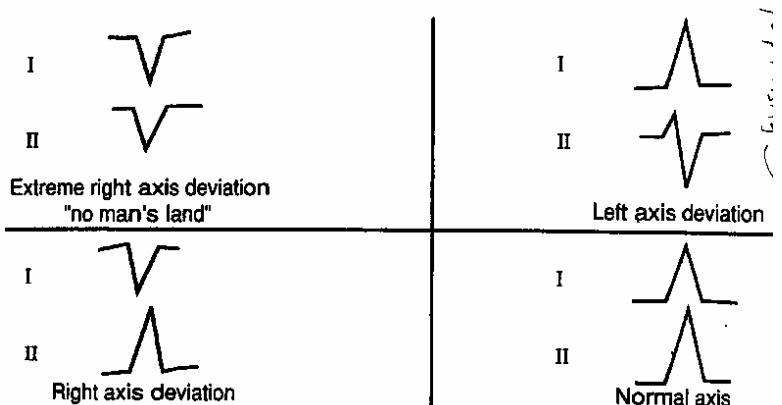 I
II
Extreme right axis deviation
"no man's land"
I
II
Left axis deviation
I
II
Right axis deviation
I
II
Normal axis